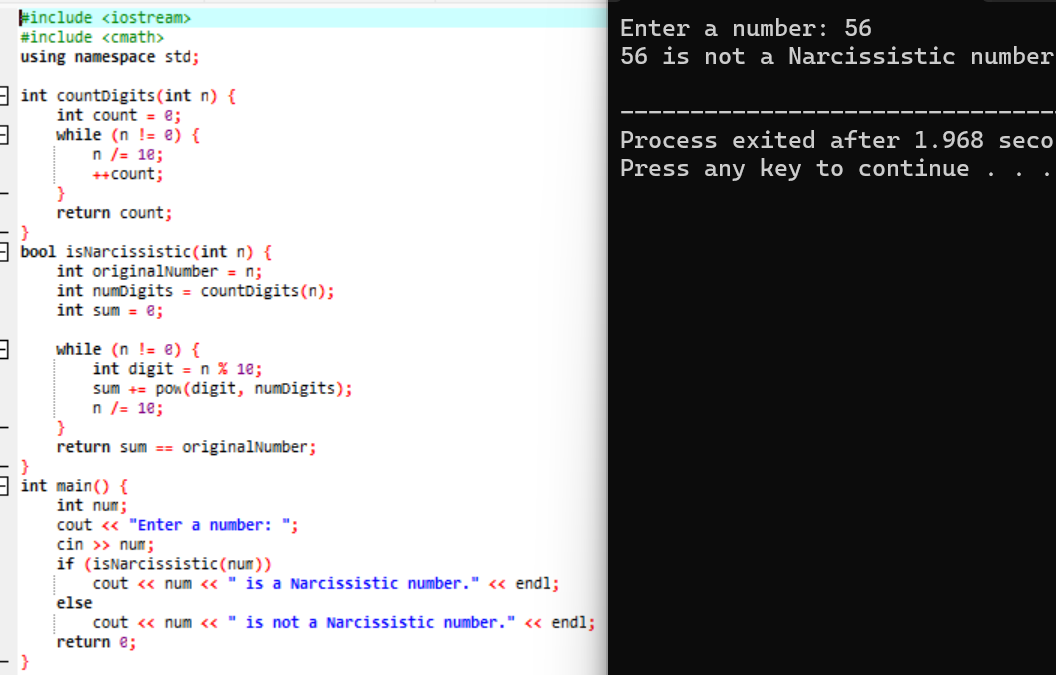 #include <iostream>
#include <cmath>
using namespace std;

int countDigits(int n) {
    int count = 0;
    while (n != 0) {
        n /= 10;
        ++count;
    }
    return count;
}
bool isNarcissistic(int n) {
    int originalNumber = n;
    int numDigits = countDigits(n);
    int sum = 0;

    while (n != 0) {
        int digit = n % 10;
        sum += pow(digit, numDigits);
        n /= 10;
    }
    return sum == originalNumber;
}
int main() {
    int num;
    cout << "Enter a number: ";
    cin >> num;
    if (isNarcissistic(num))
        cout << num << " is a Narcissistic number." << endl;
    else
        cout << num << " is not a Narcissistic number." << endl;
    return 0;
}
Enter a number: 56
56 is not a Narcissistic number

--------------------------------
Process exited after 1.968 seco
Press any key to continue . . .